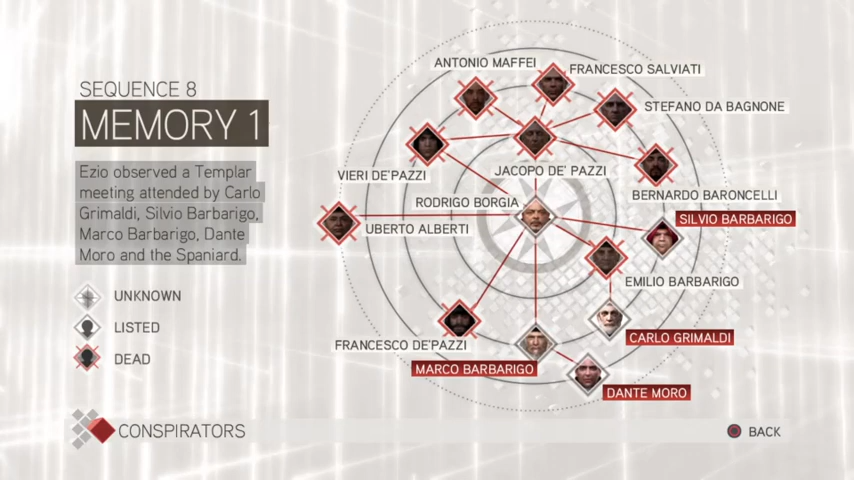 SEQUENCE 8
MEMORY 1
Ezio observed a Templar
meeting attended by Carlo
Grimaldi, Silvio Barbarigo,
Marco Barbarigo, Dante
Moro and the Spaniard.
UNKNOWN
LISTED
DEAD
ANTONIO MAFFEI
FRANCESCO SALVIATI
STEFANO DA BAGNONE
VIERI DE'PAZZI
JACOPO DE' PAZZI
BERNARDO BARONCELLI
RODRIGO BORGIA
SILVIO BARBARIGO
UBERTO ALBERTI
EMILIO BARBARIGO
CARLO GRIMALDI
FRANCESCO DE'PAZZI
MARCO BARBARIGO
DANTE MORO
CONSPIRATORS
BACK